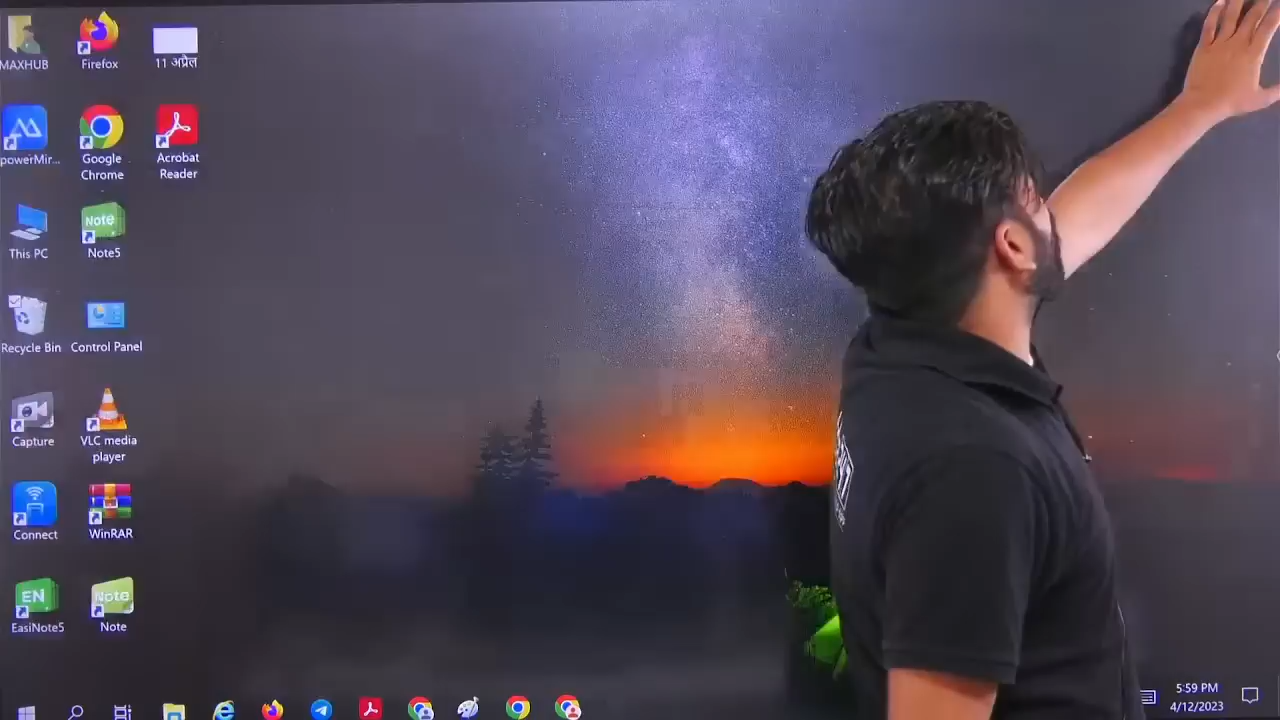 MAXHUB
Firefox
11 अप्रैल
powerMir...
Google
Chrome
Acrobat
Reader
This PC
Note
Note5
Recycle Bin
Control Panel
Capture
VLC media
player
Connect
WinRAR
EN
EasiNote5
Note
Note
5:59 PM
4/12/2023